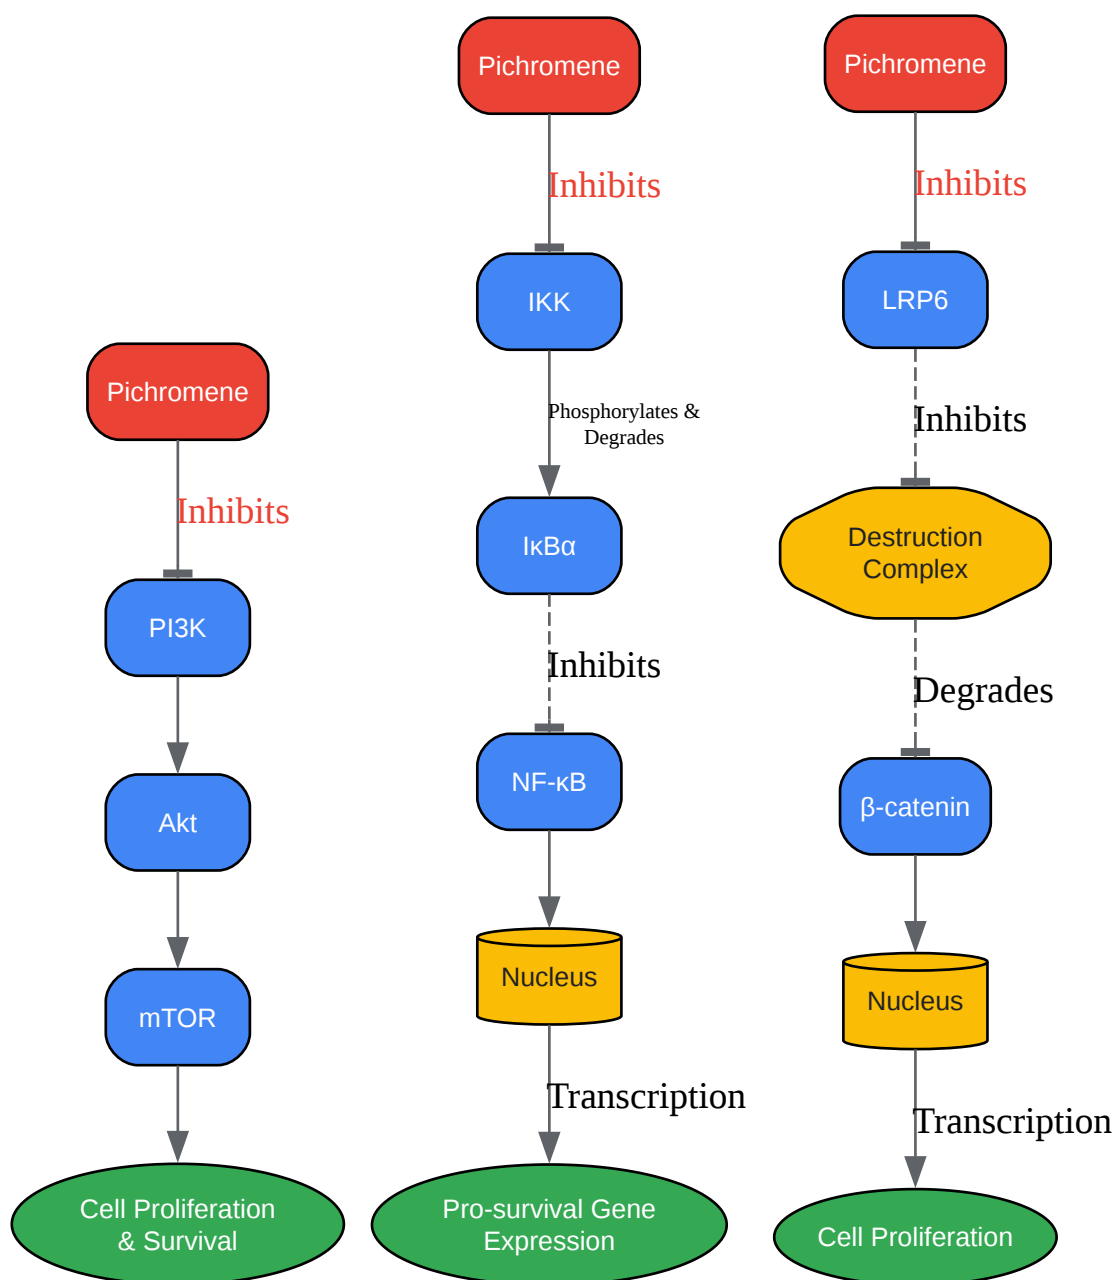 Pichromene
Inhibits
PI3K
Akt
mTOR
Cell Proliferation
& Survival
Pichromene
Inhibits
IKK
Phosphorylates &
Degrades
IκBα
Inhibits
NF-κB
Nucleus
Transcription
Pro-survival Gene
Expression
Pichromene
Inhibits
LRP6
Inhibits
Destruction
Complex
Degrades
β-catenin
Nucleus
Transcription
Cell Proliferation